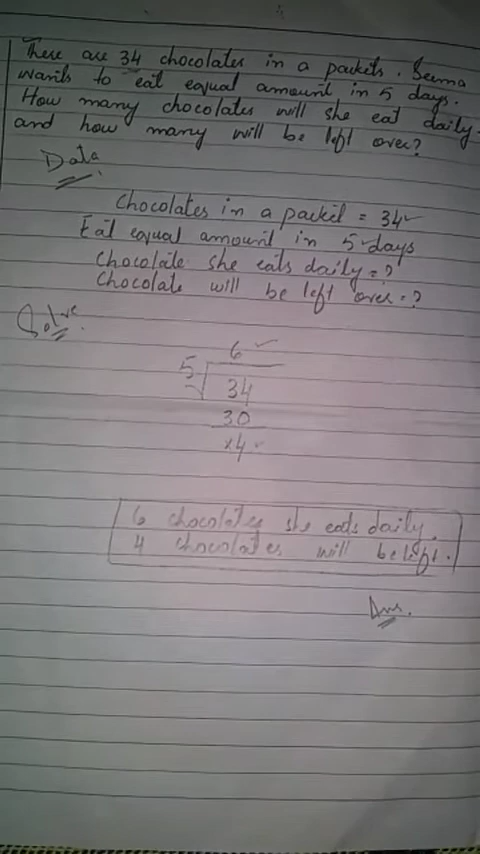 There are 34 chocolates in a packets. Seema
wants to eat equal amount in 5 days.
How many chocolates will she eat daily
and how many will be left over?
Data
Chocolates in a packet = 34
Eat equal amount in 5 days
Chocolate she eats daily = ?
Chocolate will be left over = ?
Solve
6
5 34
30
×4
6 chocolates she eats daily.
4 chocolates will be left.
Ans.